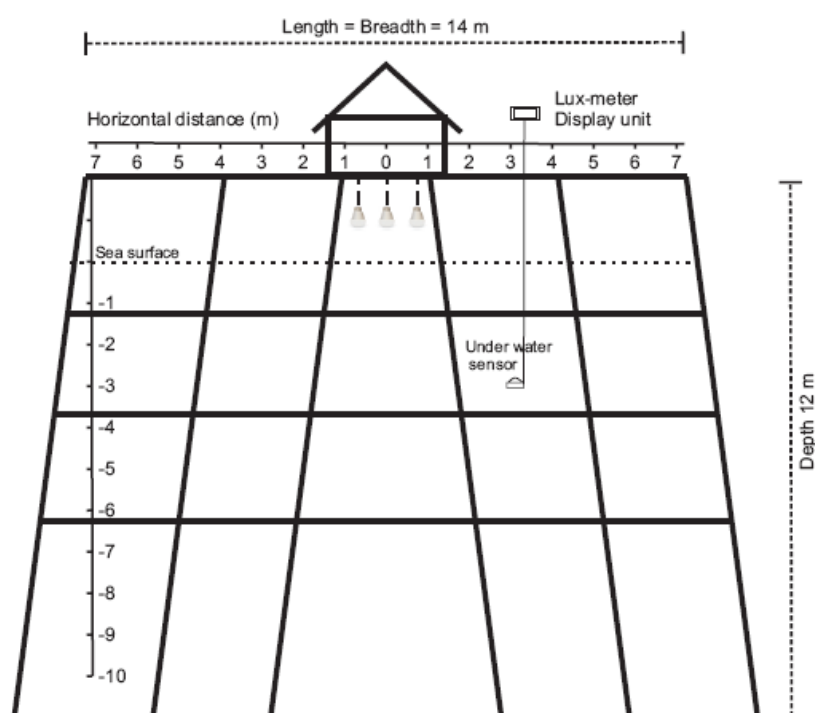 Length = Breadth = 14 m
Lux-meter
Display unit
Horizontal distance (m)
7 6 5 4 3 2 1 0 1 2 3 4 5 6 7
Sea surface
-1
-2
Under water
sensor
-3
-4
-5
-6
-7
-8
-9
-10
Depth 12 m